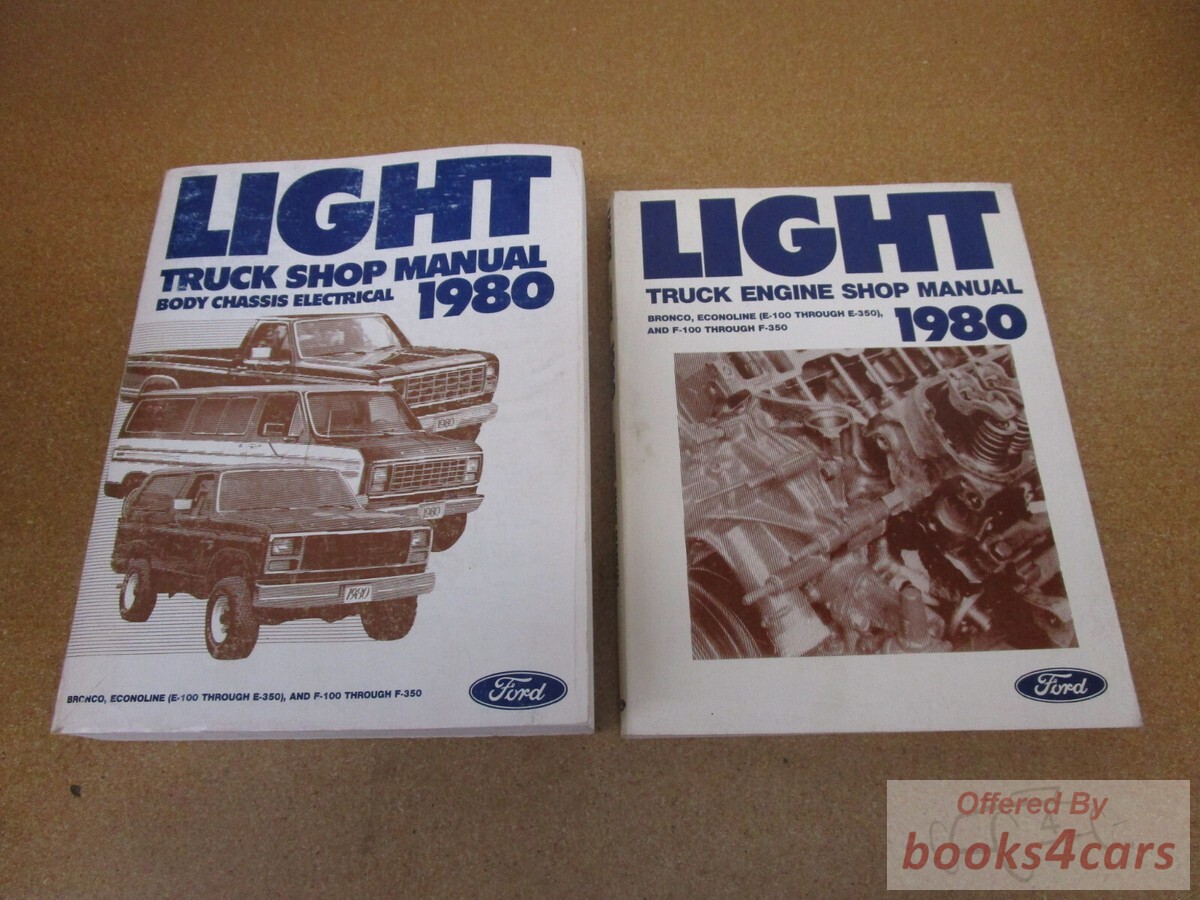 LIGHT
TRUCK SHOP MANUAL
BODY CHASSIS ELECTRICAL
1980
1980
1980
1980
BRONCO, ECONOLINE (E-100 THROUGH E-350), AND F-100 THROUGH F-350
Ford
LIGHT
TRUCK ENGINE SHOP MANUAL
BRONCO, ECONOLINE (E-100 THROUGH E-350),
AND F-100 THROUGH F-350
1980
Ford
Offered By
books4cars